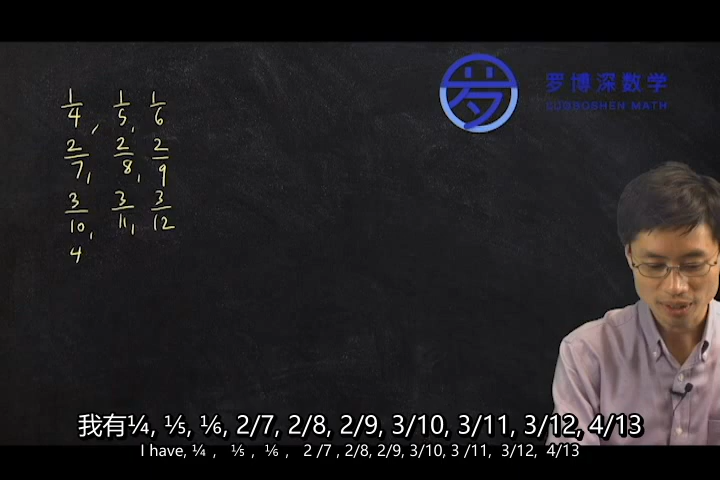 罗博深数学
LUOBOSHEN MATH
1/4, 1/5, 1/6
2/7, 2/8, 2/9
3/10, 3/11, 3/12
4
我有¼, ⅕, ⅙, 2/7, 2/8, 2/9, 3/10, 3/11, 3/12, 4/13
I have, ¼ , ⅕ , ⅙ , 2 /7 , 2/8, 2/9, 3/10, 3 /11, 3/12, 4/13